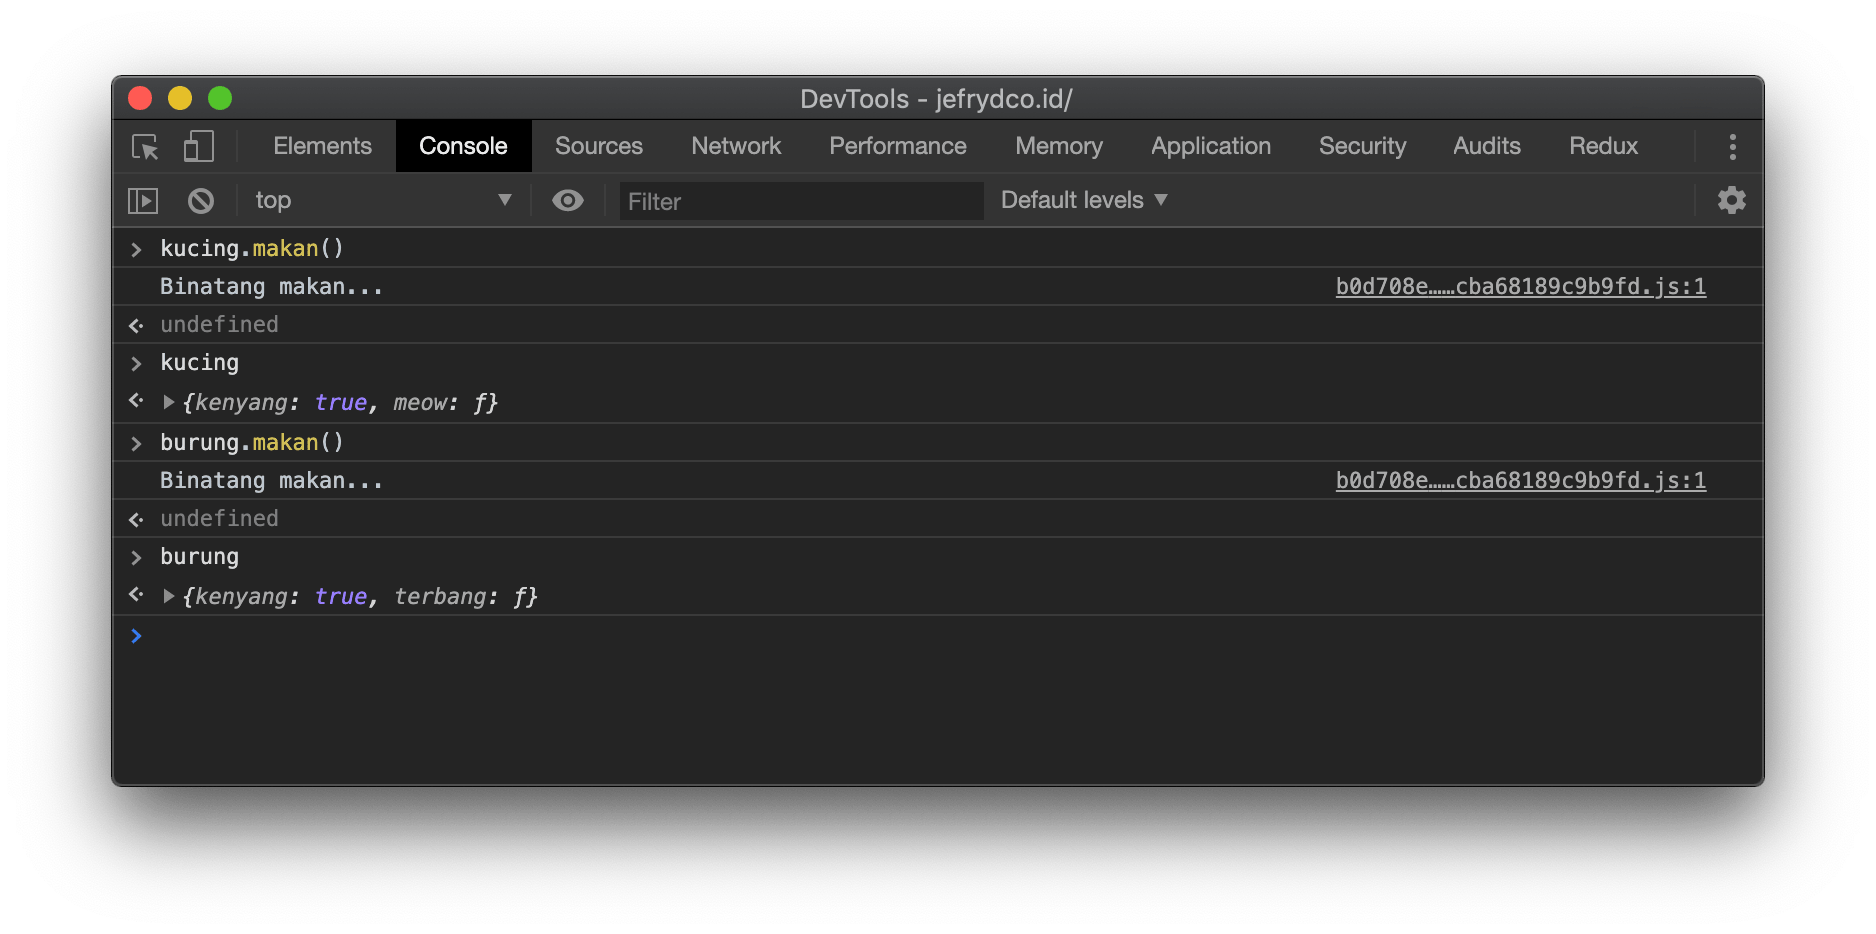 DevTools - jefrydco.id/
Elements Console Sources Network Performance Memory Application Security Audits Redux
top Filter Default levels
kucing.makan()
Binatang makan... b0d708e……cba68189c9b9fd.js:1
undefined
kucing
{kenyang: true, meow: ƒ}
burung.makan()
Binatang makan... b0d708e……cba68189c9b9fd.js:1
undefined
burung
{kenyang: true, terbang: ƒ}